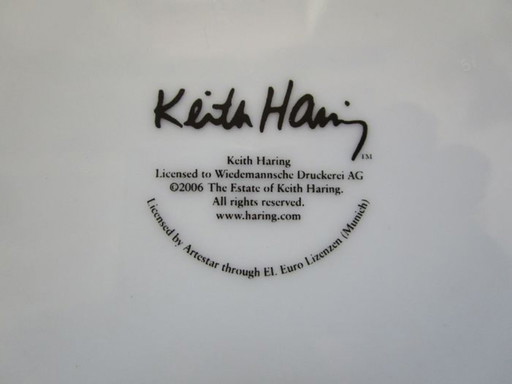 Keith Haring
TM
Keith Haring
Licensed to Wiedemannsche Druckerei AG
©2006 The Estate of Keith Haring.
All rights reserved.
www.haring.com
Licensed by Artestar through EL Euro Lizenzen (Munich)